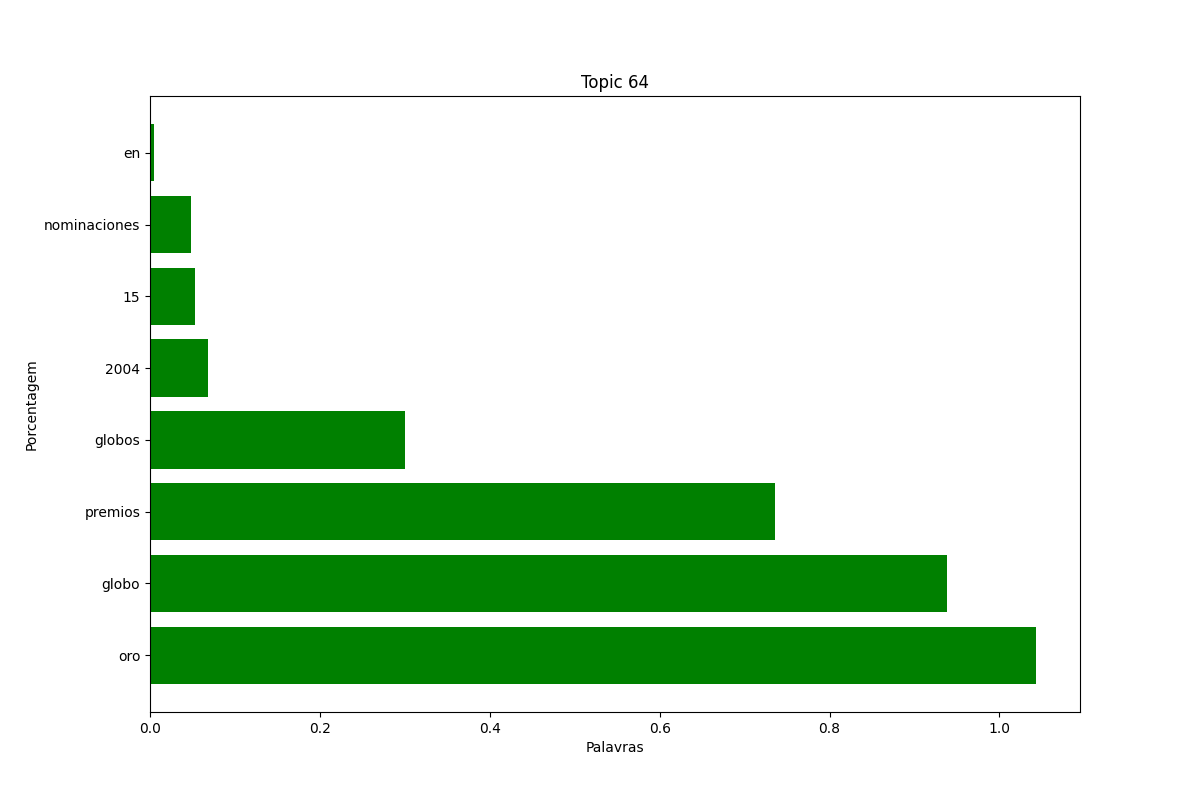 Topic 64
en
nominaciones
15
2004
globos
premios
globo
oro
Porcentagem
0.0 0.2 0.4 0.6 0.8 1.0
Palavras